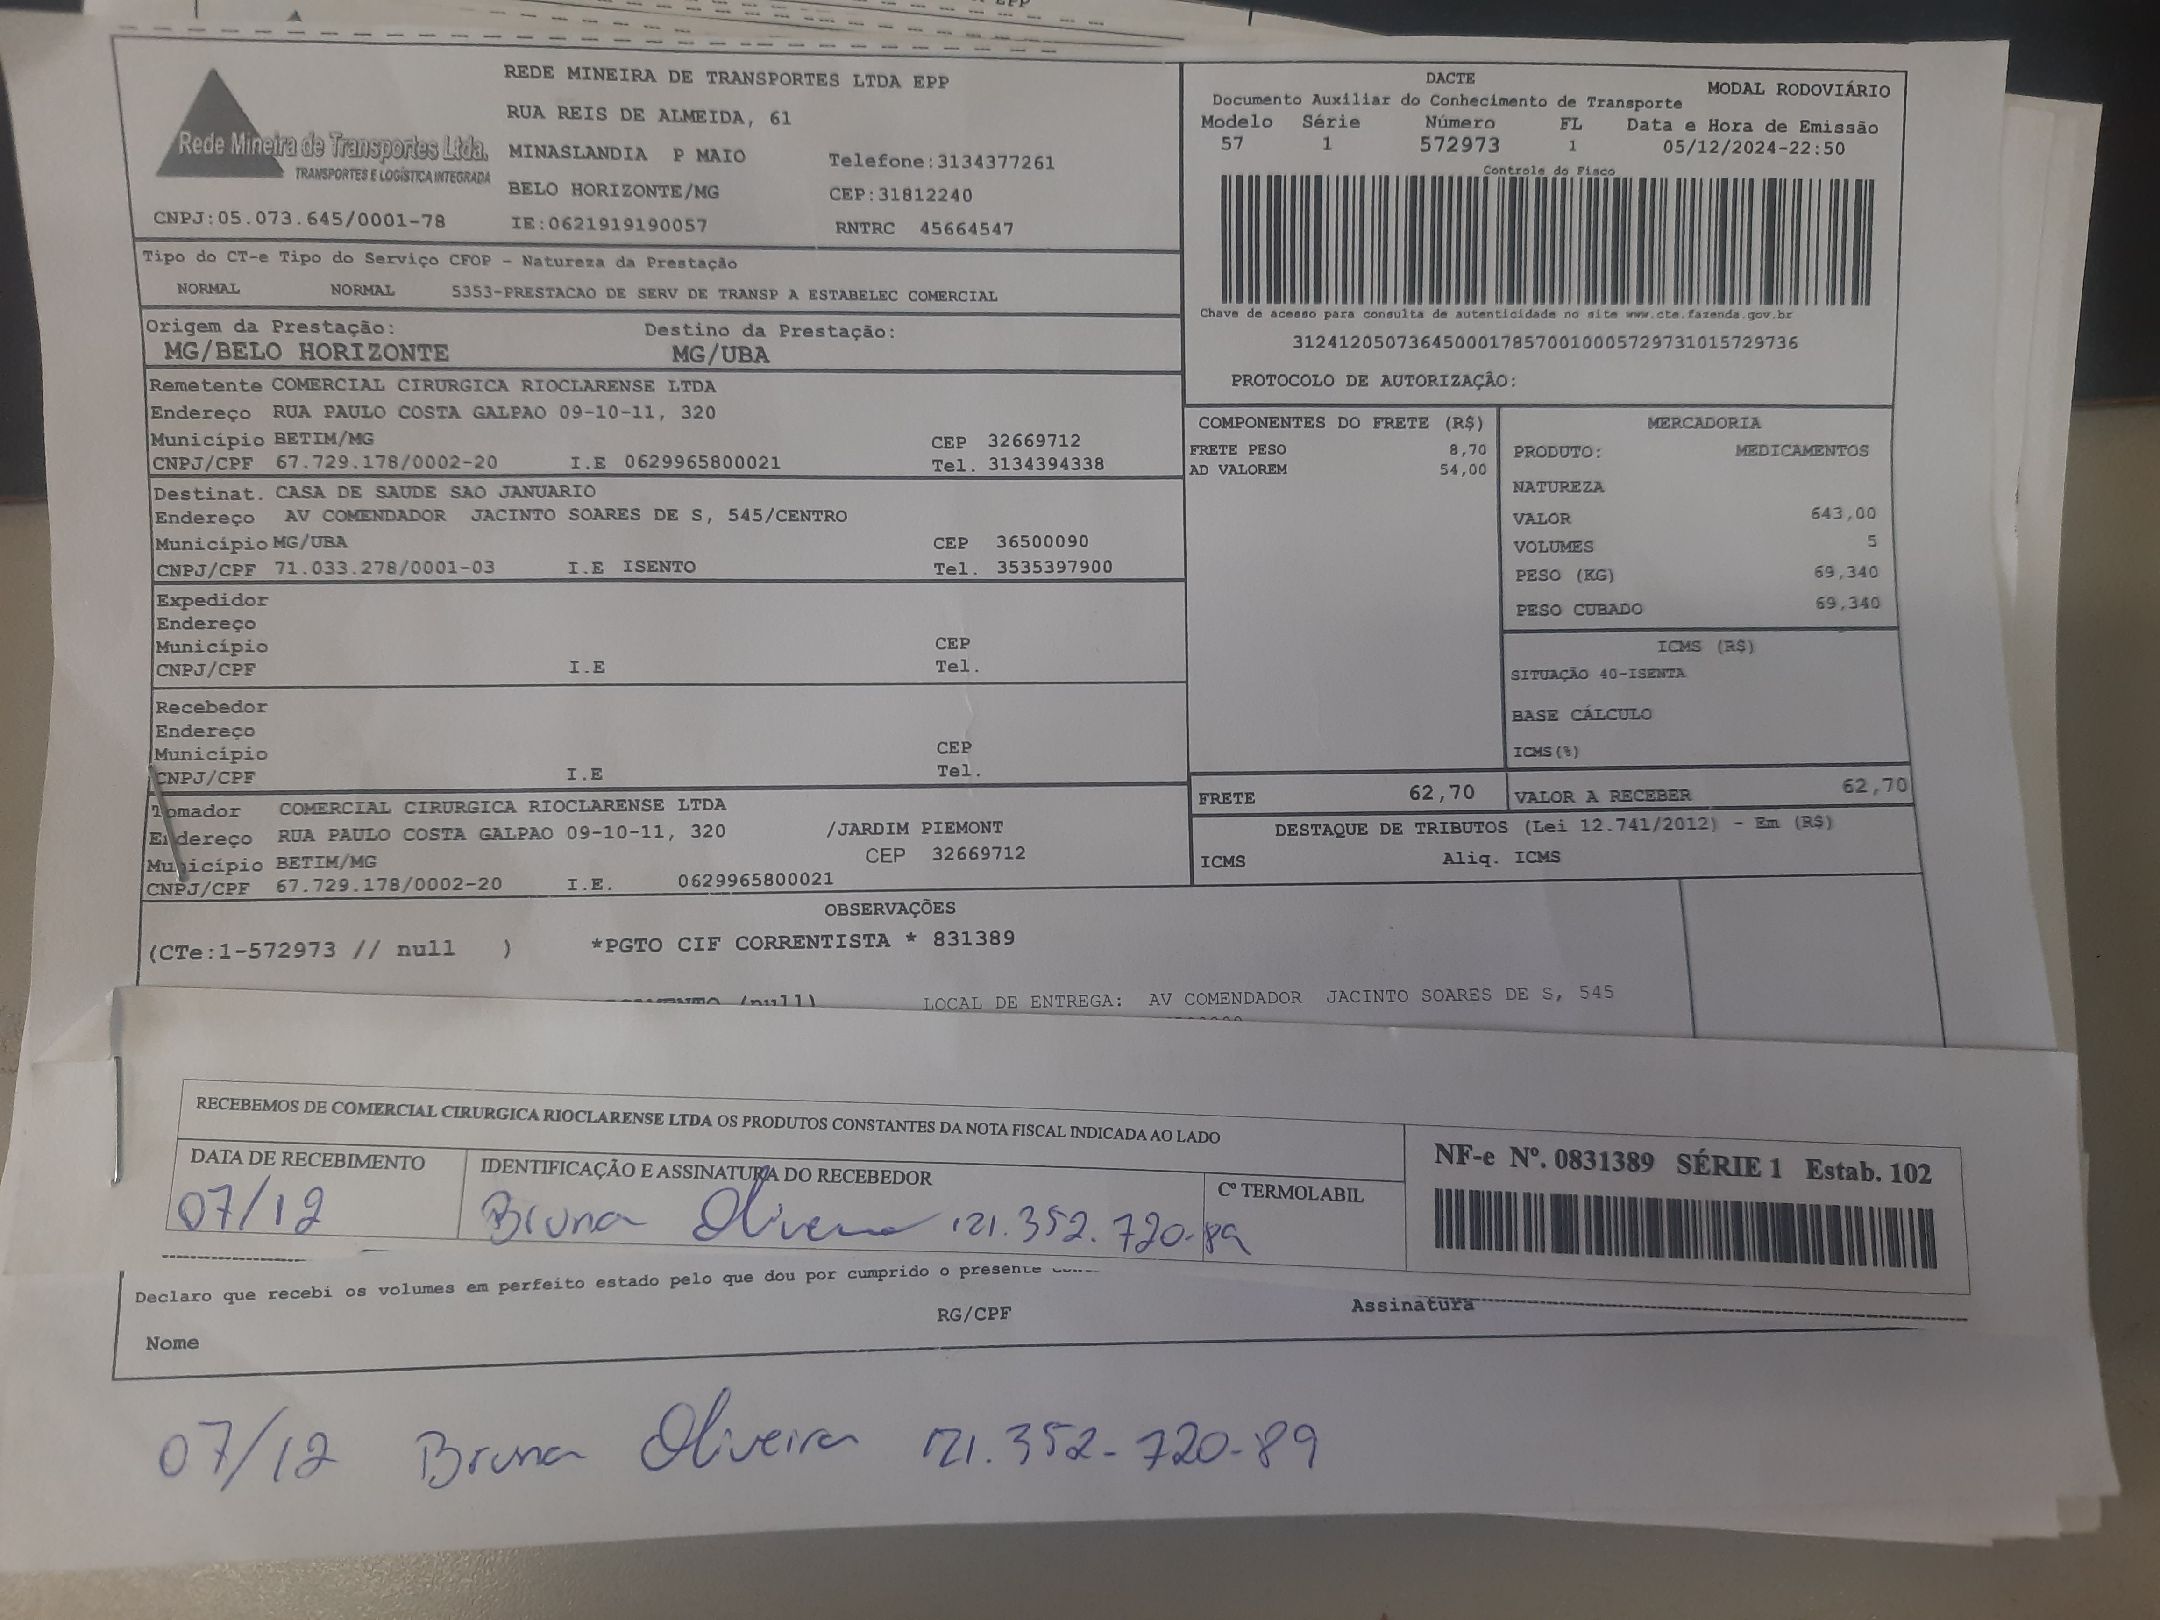 REDE MINEIRA DE TRANSPORTES LTDA EPP
RUA REIS DE ALMEIDA, 61
Rede Mineira de Transportes Ltda.
TRANSPORTES E LOGÍSTICA INTEGRADA
MINASLANDIA P MAIO Telefone:3134377261
BELO HORIZONTE/MG CEP:31812240
CNPJ:05.073.645/0001-78 IE:0621919190057 RNTRC 45664547
DACTE MODAL RODOVIÁRIO
Documento Auxiliar do Conhecimento de Transporte
Modelo Série Número FL Data e Hora de Emissão
57 1 572973 1 05/12/2024-22:50
Controle do Fisco
Chave de acesso para consulta de autenticidade no site www.cte.fazenda.gov.br
31241205073645000178570010005729731015729736
PROTOCOLO DE AUTORIZAÇÃO:
Tipo do CT-e Tipo do Serviço CFOP - Natureza da Prestação
NORMAL NORMAL 5353-PRESTACAO DE SERV DE TRANSP A ESTABELEC COMERCIAL
Origem da Prestação: Destino da Prestação:
MG/BELO HORIZONTE MG/UBA
Remetente COMERCIAL CIRURGICA RIOCLARENSE LTDA
Endereço RUA PAULO COSTA GALPAO 09-10-11, 320
Município BETIM/MG CEP 32669712
CNPJ/CPF 67.729.178/0002-20 I.E 0629965800021 Tel. 3134394338
Destinat. CASA DE SAUDE SAO JANUARIO
Endereço AV COMENDADOR JACINTO SOARES DE S, 545/CENTRO
Município MG/UBA CEP 36500090
CNPJ/CPF 71.033.278/0001-03 I.E ISENTO Tel. 3535397900
Expedidor
Endereço
Município CEP
CNPJ/CPF I.E Tel.
Recebedor
Endereço
Município CEP
CNPJ/CPF I.E Tel.
Tomador COMERCIAL CIRURGICA RIOCLARENSE LTDA
Endereço RUA PAULO COSTA GALPAO 09-10-11, 320 /JARDIM PIEMONT
Município BETIM/MG CEP 32669712
CNPJ/CPF 67.729.178/0002-20 I.E. 0629965800021
COMPONENTES DO FRETE (R$)
FRETE PESO 8,70
AD VALOREM 54,00
MERCADORIA
PRODUTO: MEDICAMENTOS
NATUREZA
VALOR 643,00
VOLUMES 5
PESO (KG) 69,340
PESO CUBADO 69,340
ICMS (R$)
SITUAÇÃO 40-ISENTA
BASE CÁLCULO
ICMS(%)
FRETE 62,70 VALOR A RECEBER 62,70
DESTAQUE DE TRIBUTOS (Lei 12.741/2012) - Em (R$)
ICMS Aliq. ICMS
OBSERVAÇÕES
(CTe:1-572973 // null ) *PGTO CIF CORRENTISTA * 831389
(null) LOCAL DE ENTREGA: AV COMENDADOR JACINTO SOARES DE S, 545
RECEBEMOS DE COMERCIAL CIRURGICA RIOCLARENSE LTDA OS PRODUTOS CONSTANTES DA NOTA FISCAL INDICADA AO LADO
DATA DE RECEBIMENTO IDENTIFICAÇÃO E ASSINATURA DO RECEBEDOR Cº TERMOLABIL
07/12 Bruna Oliveira 121.352.720-89
NF-e Nº. 0831389 SÉRIE 1 Estab. 102
Declaro que recebi os volumes em perfeito estado pelo que dou por cumprido o presente
Nome RG/CPF Assinatura
07/12 Bruna Oliveira 121.352-720-89